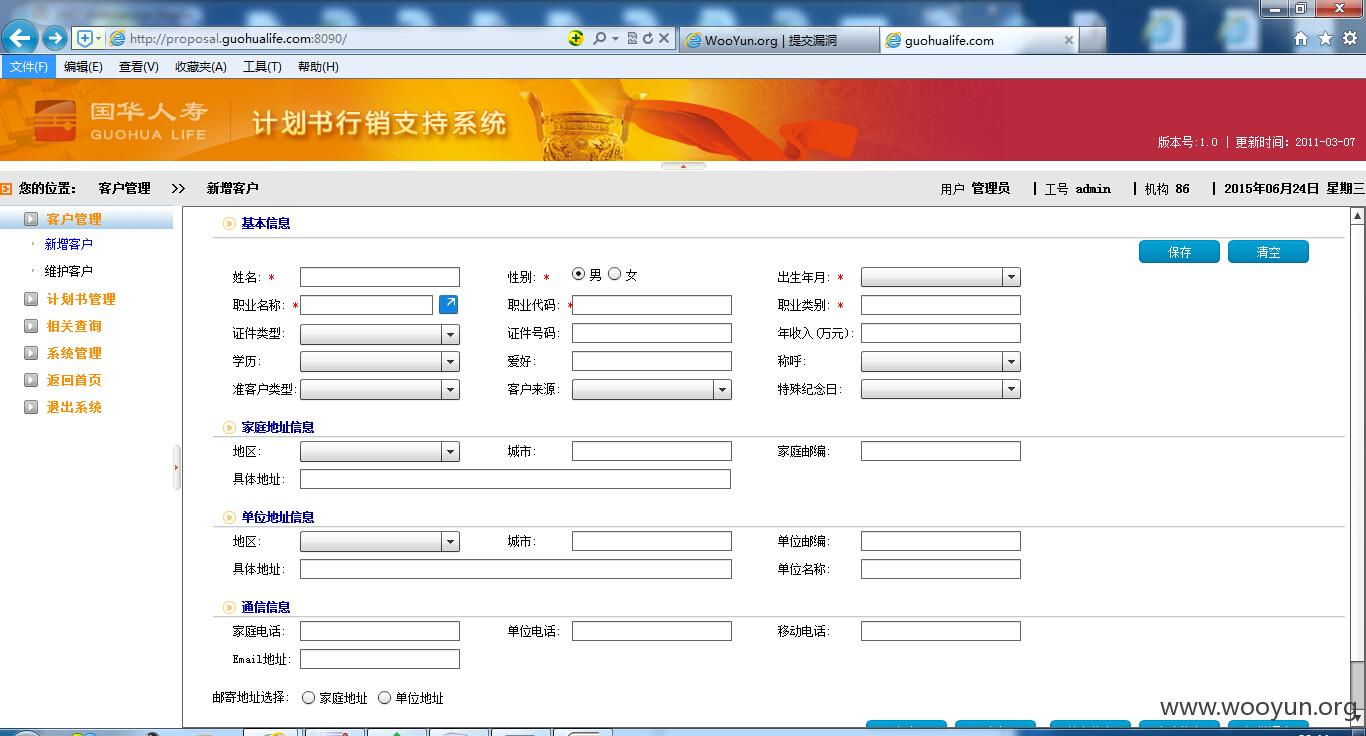 http://proposal.guohualife.com:8090/
WooYun.org | 提交漏洞
guohualife.com
文件(F) 编辑(E) 查看(V) 收藏夹(A) 工具(T) 帮助(H)
国华人寿
GUOHUA LIFE
计划书行销支持系统
版本号:1.0 | 更新时间: 2011-03-07
您的位置: 客户管理 >> 新增客户
用户 管理员 | 工号 admin | 机构 86 | 2015年06月24日 星期三
客户管理
新增客户
维护客户
计划书管理
相关查询
系统管理
返回首页
退出系统
基本信息
保存 清空
姓名: * 性别: * 男 女 出生年月: *
职业名称: * 职业代码: * 职业类别: *
证件类型: 证件号码: 年收入(万元):
学历: 爱好: 称呼:
准客户类型: 客户来源: 特殊纪念日:
家庭地址信息
地区: 城市: 家庭邮编:
具体地址:
单位地址信息
地区: 城市: 单位邮编:
具体地址: 单位名称:
通信信息
家庭电话: 单位电话: 移动电话:
Email地址:
邮寄地址选择: 家庭地址 单位地址
www.wooyun.org